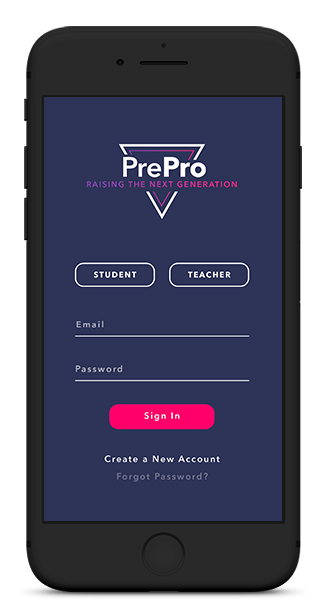 PrePro
RAISING THE NEXT GENERATION
STUDENT TEACHER
Email
Password
Sign In
Create a New Account
Forgot Password?